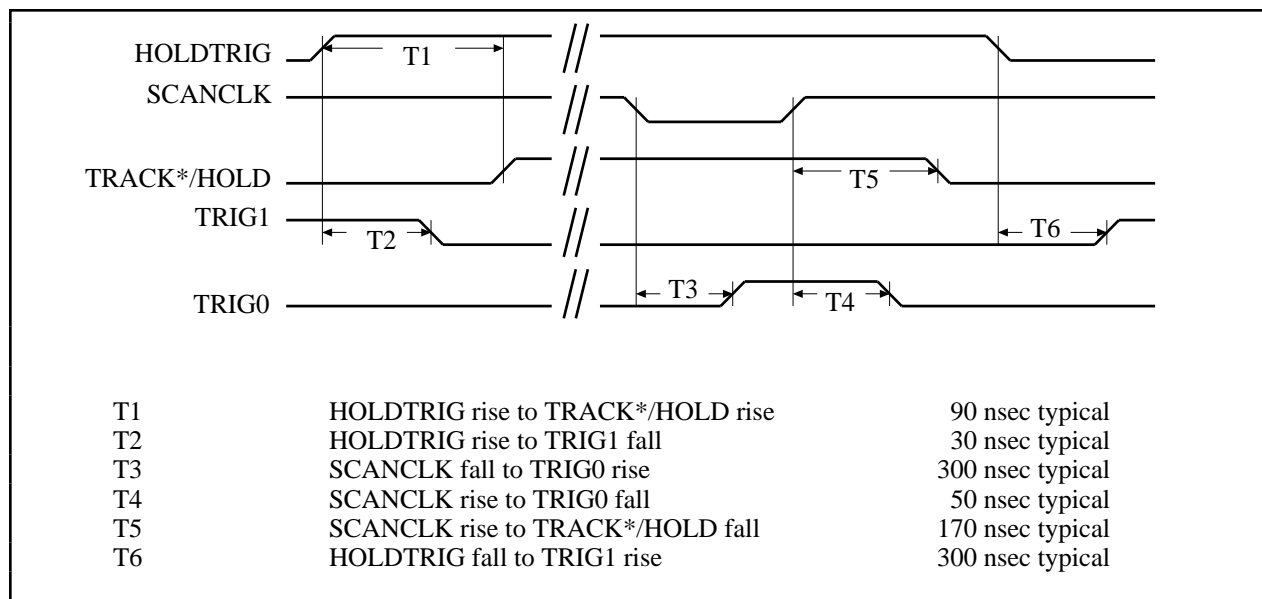 HOLDTRIG
T1
SCANCLK
TRACK*/HOLD
T5
TRIG1
T2
T6
TRIG0
T3
T4
T1 HOLDTRIG rise to TRACK*/HOLD rise 90 nsec typical
T2 HOLDTRIG rise to TRIG1 fall 30 nsec typical
T3 SCANCLK fall to TRIG0 rise 300 nsec typical
T4 SCANCLK rise to TRIG0 fall 50 nsec typical
T5 SCANCLK rise to TRACK*/HOLD fall 170 nsec typical
T6 HOLDTRIG fall to TRIG1 rise 300 nsec typical